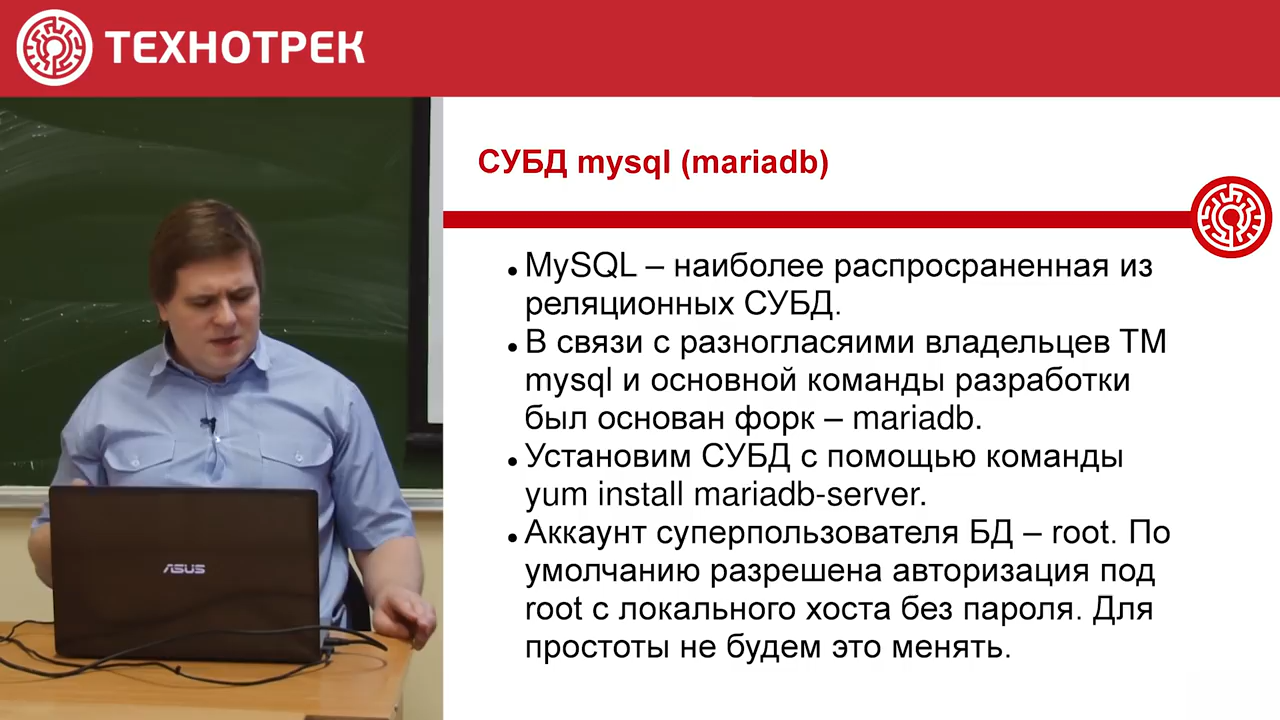 ТЕХНОТРЕК
СУБД mysql (mariadb)
MySQL – наиболее распросраненная из
реляционных СУБД.
В связи с разногласяими владельцев ТМ
mysql и основной команды разработки
был основан форк – mariadb.
Установим СУБД с помощью команды
yum install mariadb-server.
Аккаунт суперпользователя БД – root. По
умолчанию разрешена авторизация под
root с локального хоста без пароля. Для
простоты не будем это менять.
ASUS